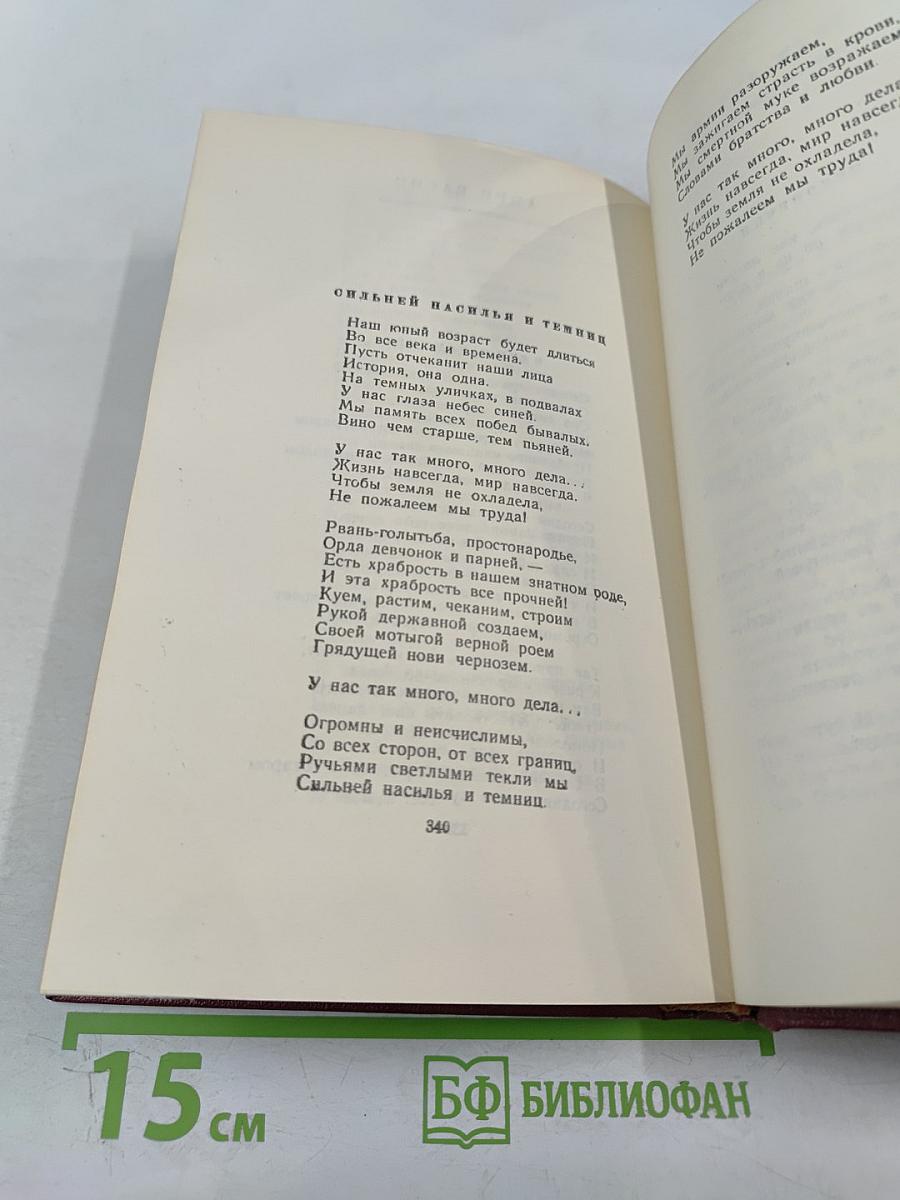 СИЛЬНЕЙ НАСИЛЬЯ И ТЕМНИЦ
Наш юный возраст будет длиться
Во все века и времена.
Пусть отчеканит наши лица
История, она одна.
На темных уличках, в подвалах
У нас глаза небес синей.
Мы память всех побед бывалых,
Вино чем старше, тем пьяней.
У нас так много, много дела...
Жизнь навсегда, мир навсегда.
Чтобы земля не охладела,
Не пожалеем мы труда!
Рвань-голытьба, простонародье,
Орда девчонок и парней, —
Есть храбрость в нашем знатном роде,
И эта храбрость все прочней!
Куем, растим, чеканим, строим
Рукой державной создаем,
Своей мотыгой верной роем
Грядущей нови чернозем.
У нас так много, много дела...
Огромны и неисчислимы,
Со всех сторон, от всех границ,
Ручьями светлыми текли мы
Сильней насилья и темниц.
340
Мы армии разоружаем,
Мы зажигаем страсть в крови,
Мы смертной муке возражаем
Словами братства и любви.
У нас так много, много дела
Жизнь навсегда, мир навсегда
Чтобы земля не охладела,
Не пожалеем мы труда!
15 см
БФ БИБЛИОФАН